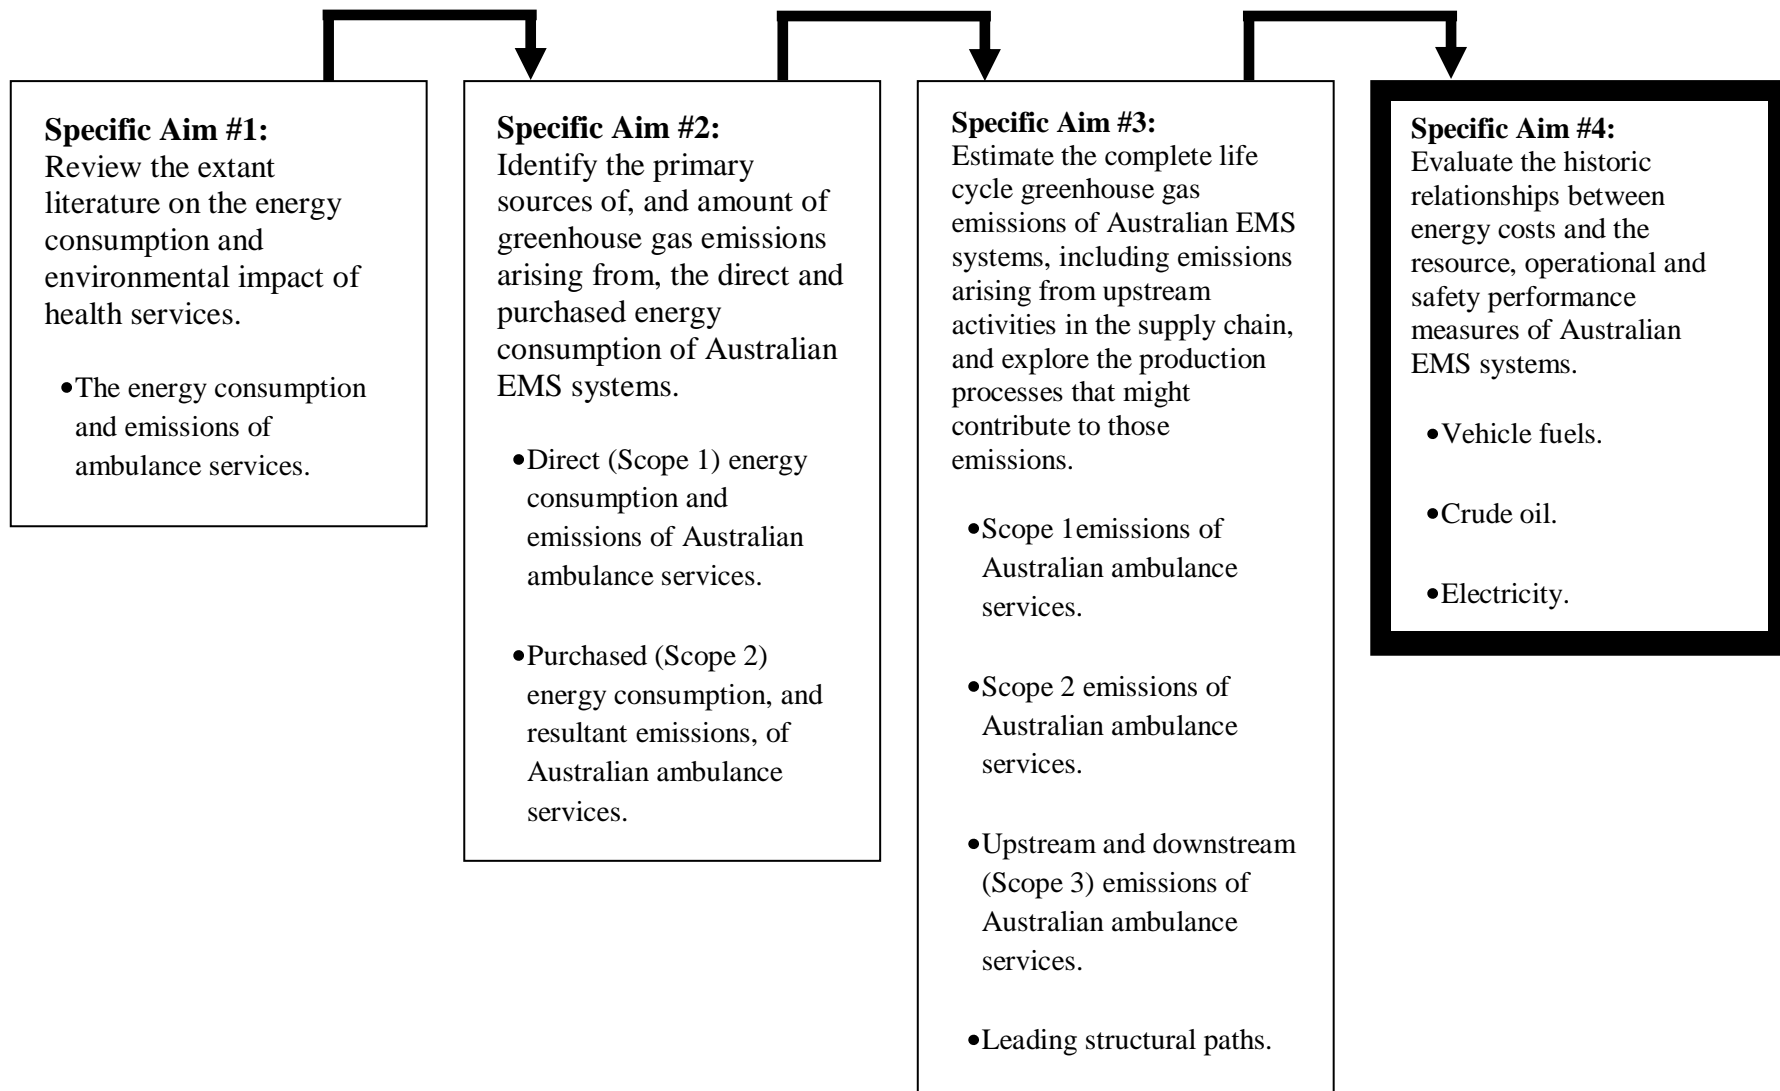 Specific Aim #1:
Review the extant
literature on the energy
consumption and
environmental impact of
health services.
•The energy consumption
and emissions of
ambulance services.
Specific Aim #2:
Identify the primary
sources of, and amount of
greenhouse gas emissions
arising from, the direct and
purchased energy
consumption of Australian
EMS systems.
•Direct (Scope 1) energy
consumption and
emissions of Australian
ambulance services.
•Purchased (Scope 2)
energy consumption, and
resultant emissions, of
Australian ambulance
services.
Specific Aim #3:
Estimate the complete life
cycle greenhouse gas
emissions of Australian EMS
systems, including emissions
arising from upstream
activities in the supply chain,
and explore the production
processes that might
contribute to those
emissions.
•Scope 1emissions of
Australian ambulance
services.
•Scope 2 emissions of
Australian ambulance
services.
•Upstream and downstream
(Scope 3) emissions of
Australian ambulance
services.
•Leading structural paths.
Specific Aim #4:
Evaluate the historic
relationships between
energy costs and the
resource, operational and
safety performance
measures of Australian
EMS systems.
•Vehicle fuels.
•Crude oil.
•Electricity.